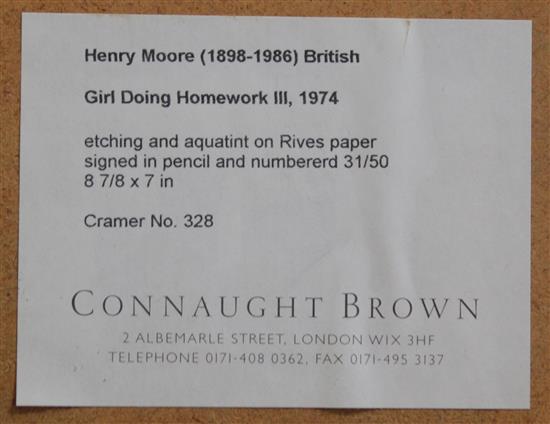 Henry Moore (1898-1986) British
Girl Doing Homework III, 1974
etching and aquatint on Rives paper
signed in pencil and numbererd 31/50
8 7/8 x 7 in
Cramer No. 328
CONNAUGHT BROWN
2 ALBEMARLE STREET, LONDON W1X 3HF
TELEPHONE 0171-408 0362, FAX 0171-495 3137